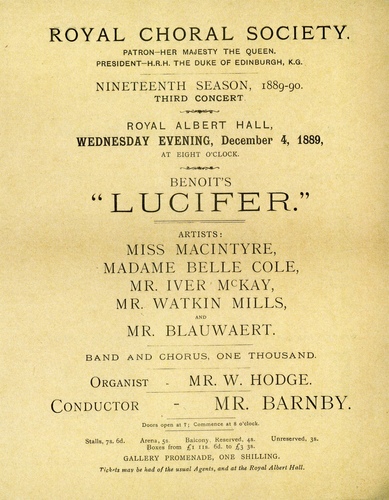 ROYAL CHORAL SOCIETY.
PATRON—HER MAJESTY THE QUEEN.
PRESIDENT—H.R.H. THE DUKE OF EDINBURGH, K.G.
NINETEENTH SEASON, 1889-90.
THIRD CONCERT.
ROYAL ALBERT HALL,
WEDNESDAY EVENING, December 4, 1889,
AT EIGHT O'CLOCK.
BENOIT'S
"LUCIFER."
ARTISTS:
MISS MACINTYRE,
MADAME BELLE COLE,
MR. IVER McKAY,
MR. WATKIN MILLS,
AND
MR. BLAUWAERT.
BAND AND CHORUS, ONE THOUSAND.
ORGANIST - MR. W. HODGE.
CONDUCTOR - MR. BARNBY.
Doors open at 7; Commence at 8 o'clock.
Stalls, 7s. 6d. Arena, 5s. Balcony, Reserved, 4s. Unreserved, 3s.
Boxes from £1 11s. 6d. to £3 3s.
GALLERY PROMENADE, ONE SHILLING.
Tickets may be had of the usual Agents, and at the Royal Albert Hall.